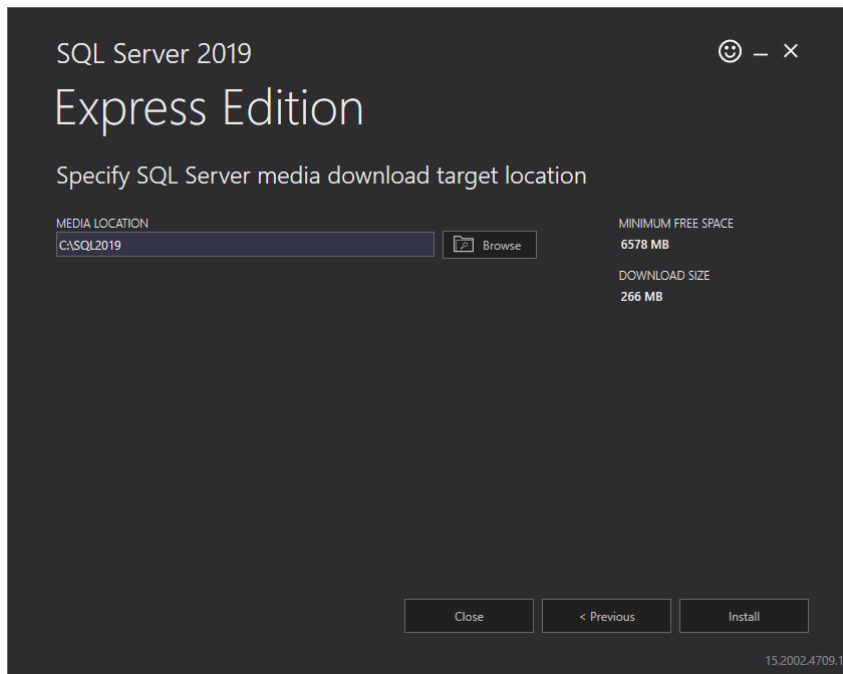 SQL Server 2019
Express Edition
Specify SQL Server media download target location
MEDIA LOCATION
C:\SQL2019
Browse
MINIMUM FREE SPACE
6578 MB
DOWNLOAD SIZE
266 MB
Close
< Previous
Install
15.2002.4709.1